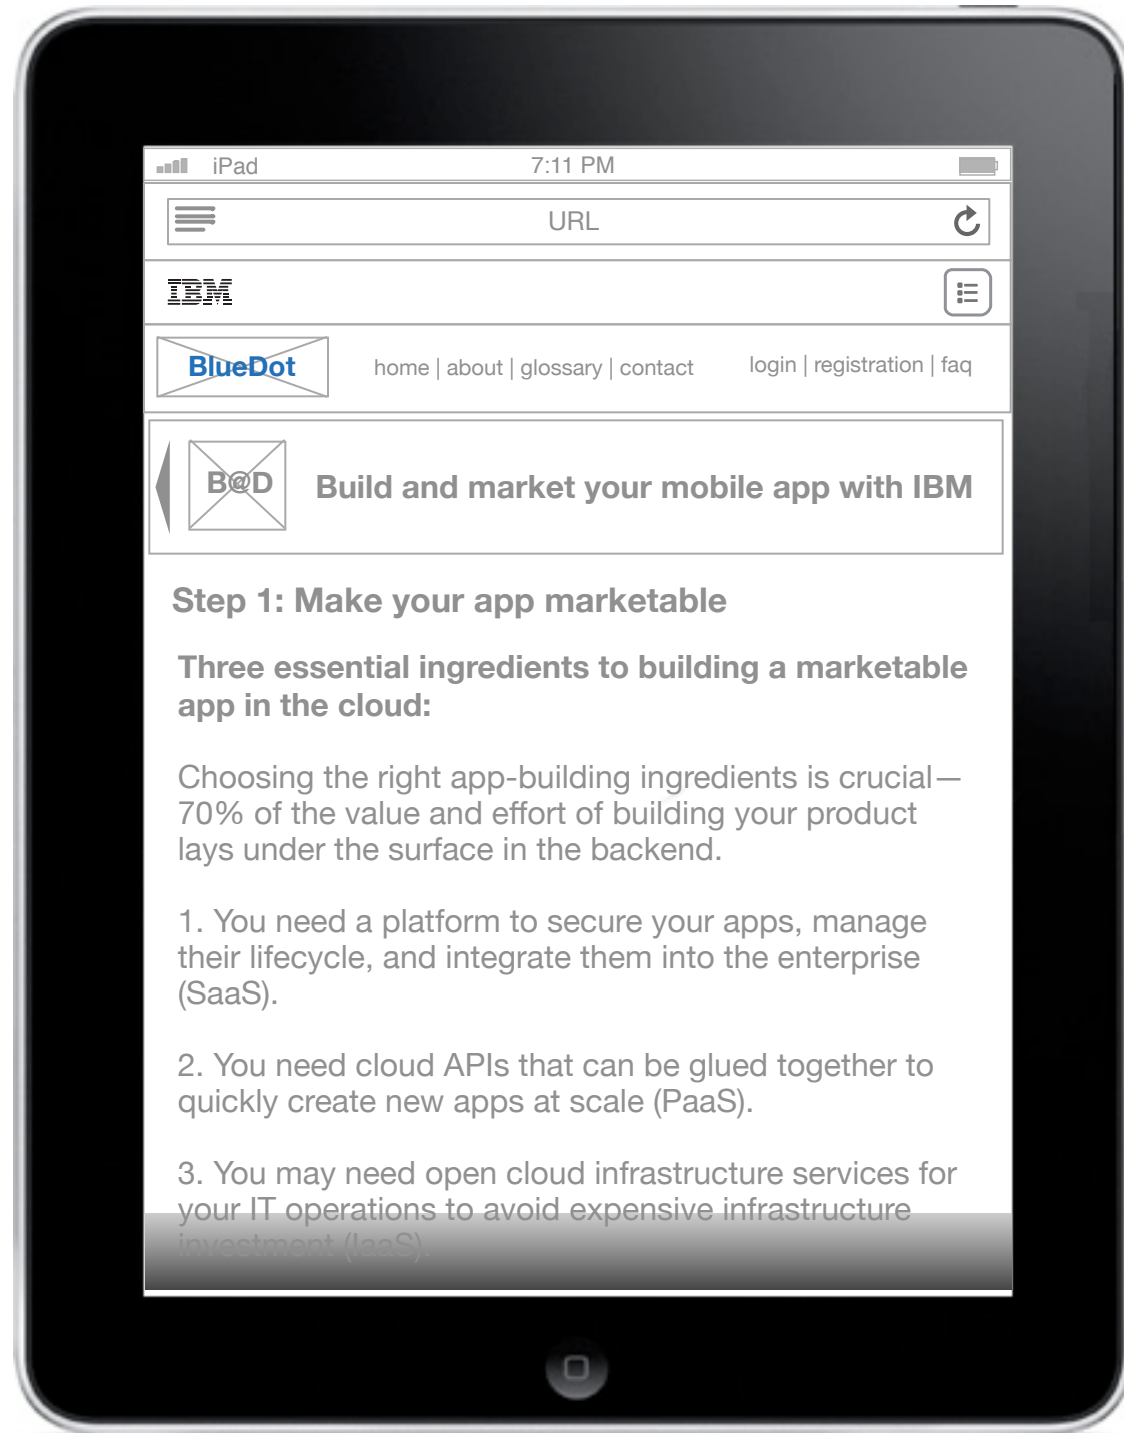 iPad 7:11 PM
URL
IBM
BlueDot home | about | glossary | contact login | registration | faq
B@D Build and market your mobile app with IBM
Step 1: Make your app marketable
Three essential ingredients to building a marketable
app in the cloud:
Choosing the right app-building ingredients is crucial—
70% of the value and effort of building your product
lays under the surface in the backend.
1. You need a platform to secure your apps, manage
their lifecycle, and integrate them into the enterprise
(SaaS).
2. You need cloud APIs that can be glued together to
quickly create new apps at scale (PaaS).
3. You may need open cloud infrastructure services for
your IT operations to avoid expensive infrastructure
investment (IaaS).